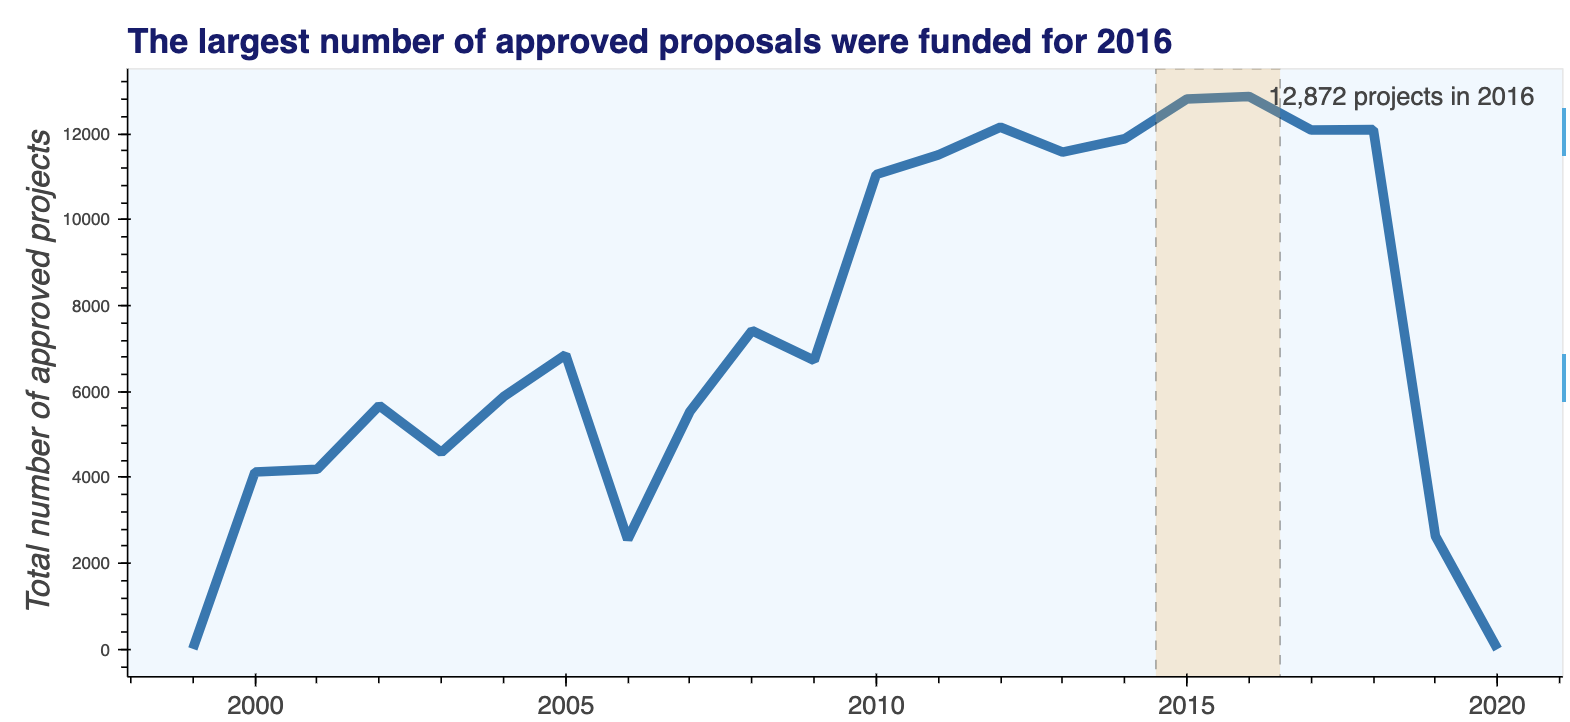 The largest number of approved proposals were funded for 2016
12,872 projects in 2016
Total number of approved projects
12000
10000
8000
6000
4000
2000
0
2000 2005 2010 2015 2020